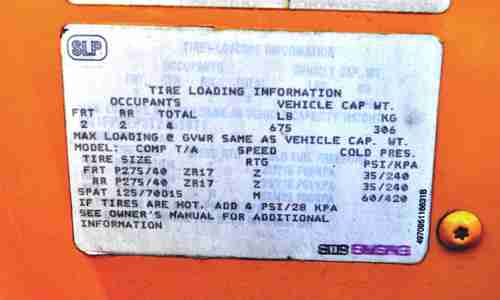 SLP
TIRE LOADING INFORMATION
OCCUPANTS VEHICLE CAP WT.
FRT RR TOTAL LB KG
2 2 4 675 306
MAX LOADING @ GVWR SAME AS VEHICLE CAP. WT.
MODEL: COMP T/A SPEED COLD PRES.
TIRE SIZE RTG PSI/KPA
FRT P275/40 ZR17 Z 35/240
RR P275/40 ZR17 Z 35/240
SPAT 125/70D15 M 60/420
IF TIRES ARE HOT, ADD 4 PSI/28 KPA
SEE OWNER'S MANUAL FOR ADDITIONAL
INFORMATION